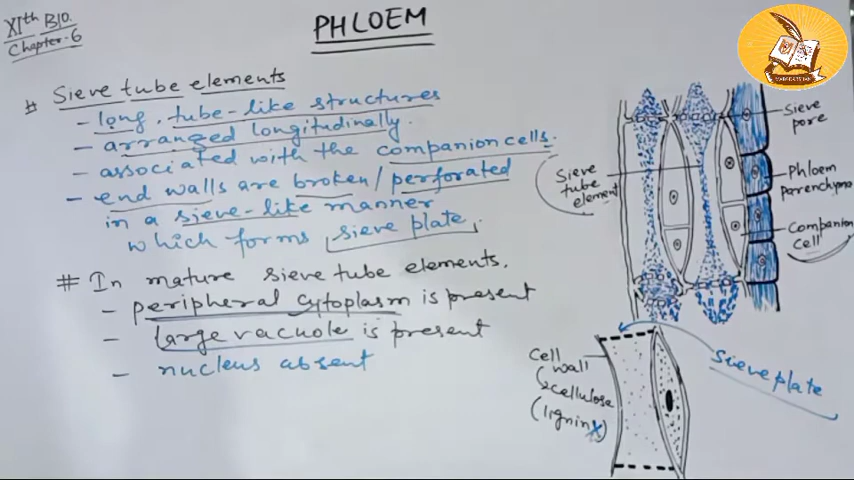 XIth BIO.
Chapter-6
PHLOEM
# Sieve tube elements
- long, tube-like structures
- arranged longitudinally.
- associated with the companion cells.
- end walls are broken/perforated
in a sieve-like manner
which forms sieve plate.
# In mature sieve tube elements,
- peripheral cytoplasm is present
- large vacuole is present
- nucleus absent
Sieve
pore
Phloem
parenchyma
Companion
cell
Sieve
tube
element
Cell
wall
cellulose
(lignin x)
Sieve plate